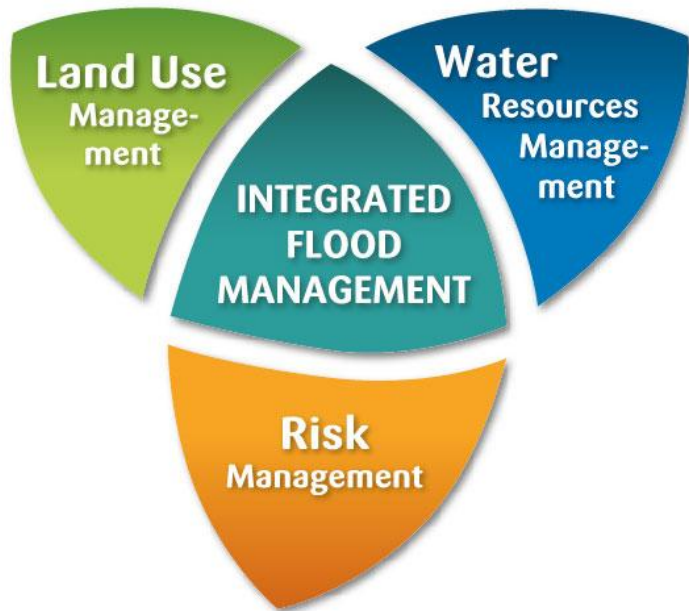 Land Use
Manage-
ment
Water
Resources
Manage-
ment
INTEGRATED
FLOOD
MANAGEMENT
Risk
Management